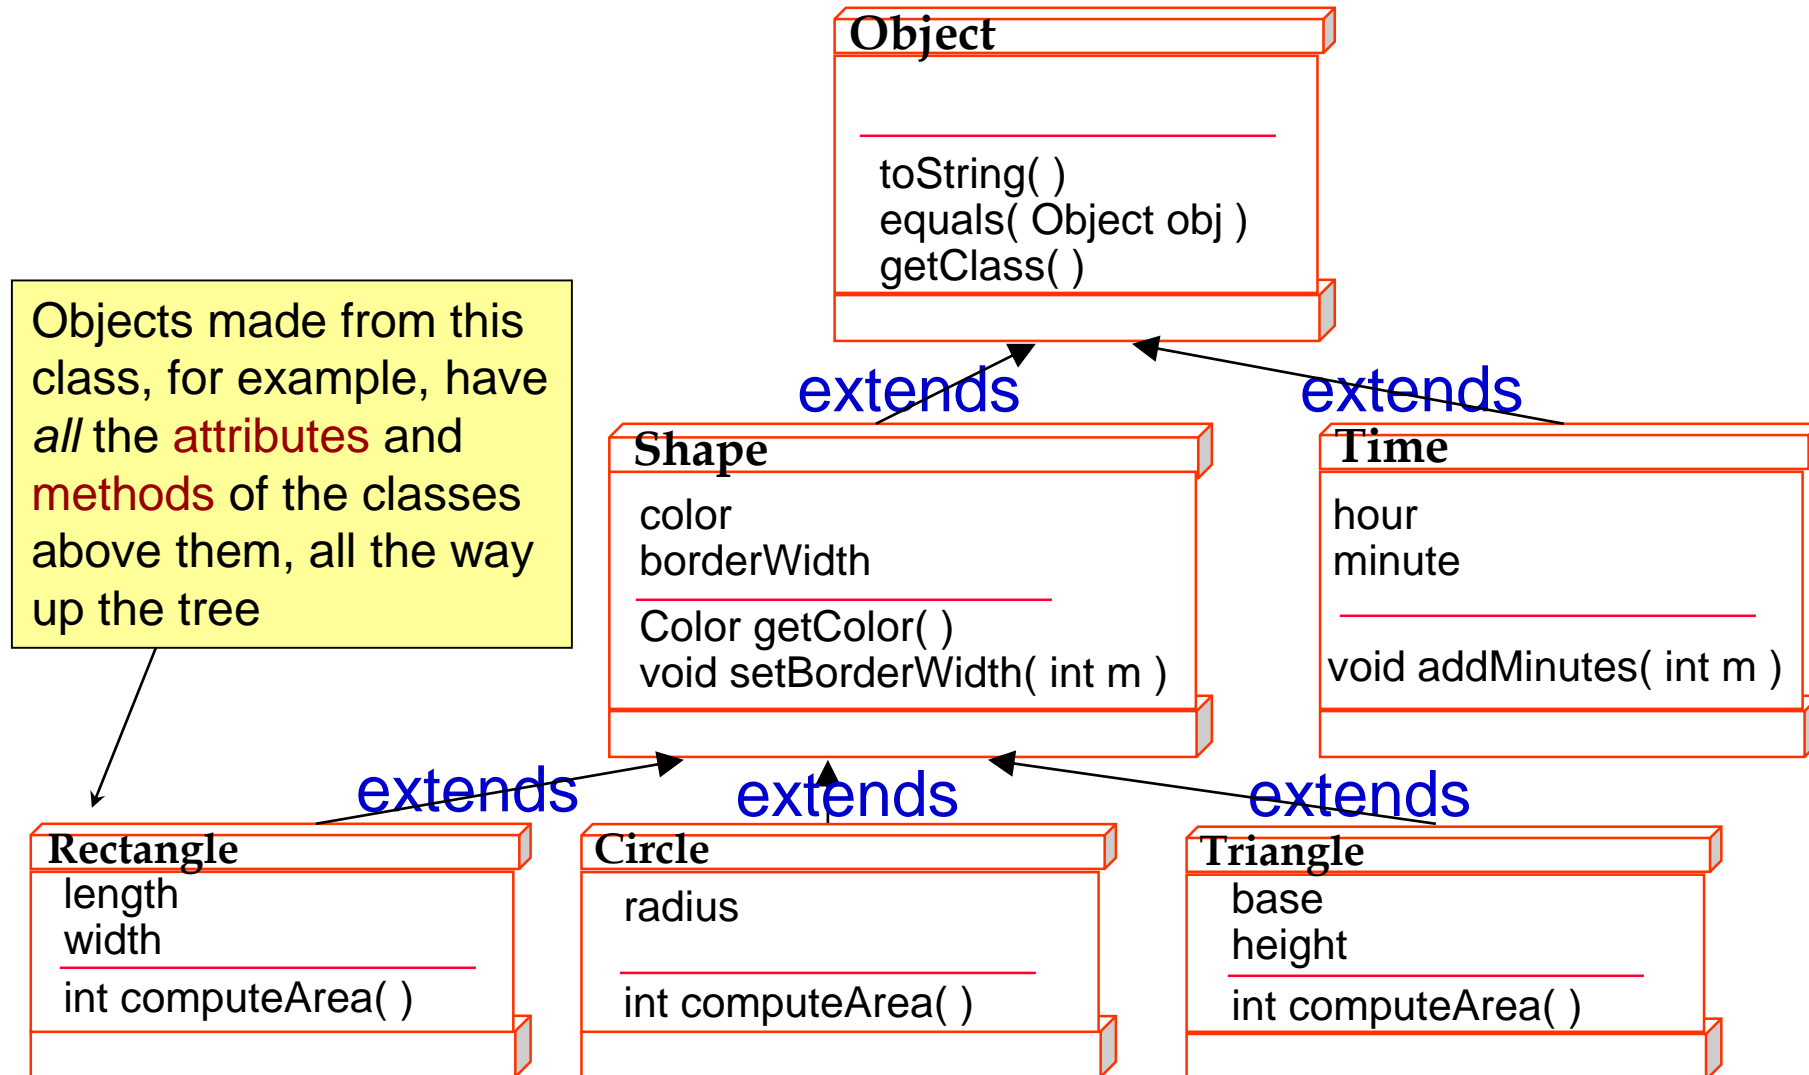 Object
toString( )
equals( Object obj )
getClass( )
Objects made from this
class, for example, have
all the attributes and
methods of the classes
above them, all the way
up the tree
extends
extends
Shape
color
borderWidth
Color getColor( )
void setBorderWidth( int m )
Time
hour
minute
void addMinutes( int m )
extends
extends
extends
Rectangle
length
width
int computeArea( )
Circle
radius
int computeArea( )
Triangle
base
height
int computeArea( )